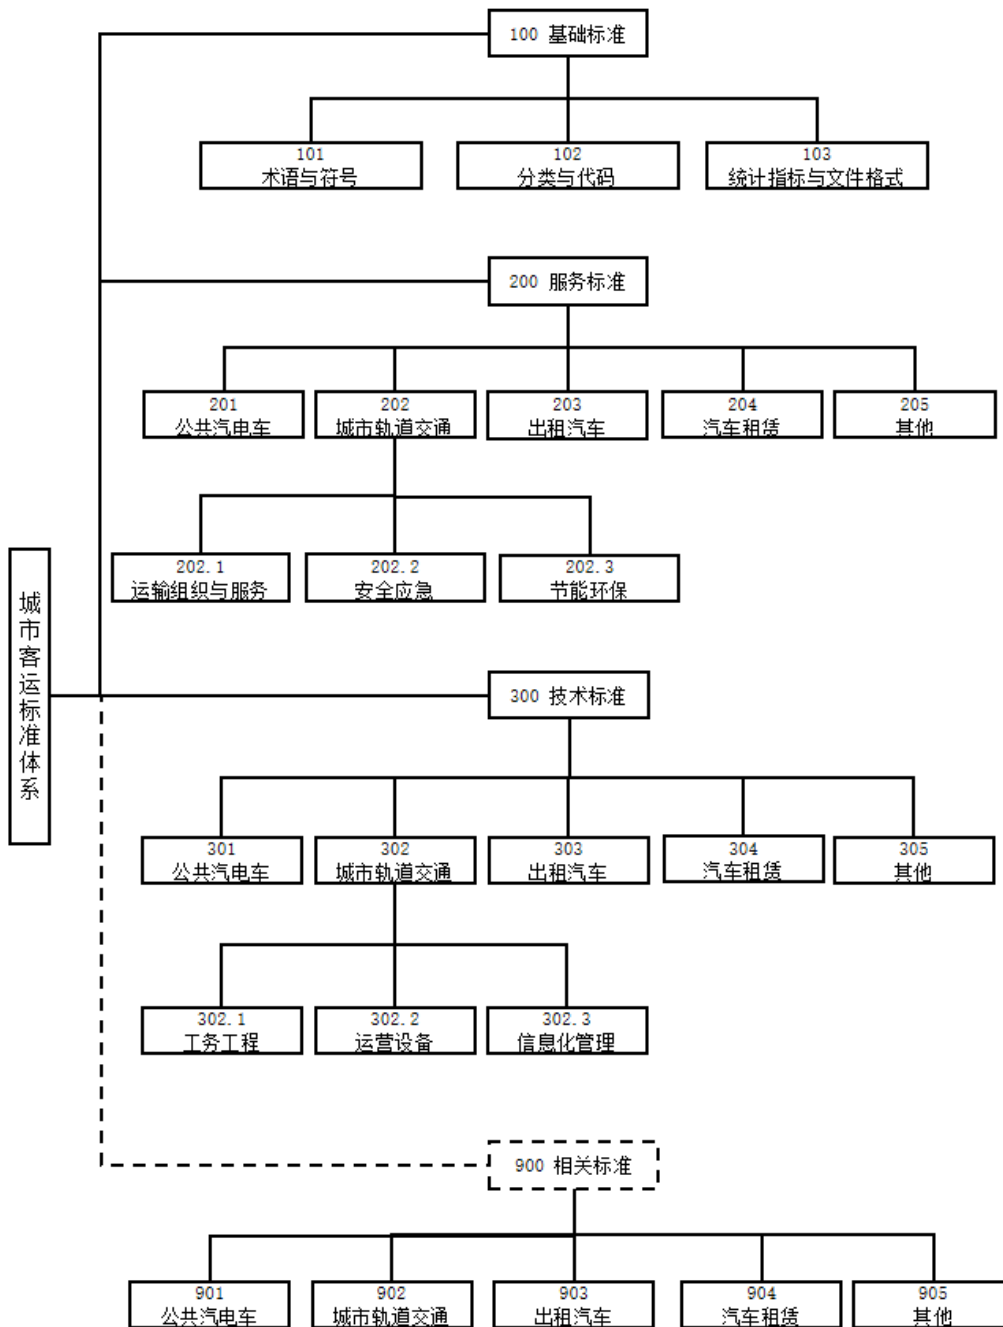 100 基础标准
101
术语与符号
102
分类与代码
103
统计指标与文件格式
200 服务标准
201
公共汽电车
202
城市轨道交通
203
出租汽车
204
汽车租赁
205
其他
202.1
运输组织与服务
202.2
安全应急
202.3
节能环保
城市客运标准体系
300 技术标准
301
公共汽电车
302
城市轨道交通
303
出租汽车
304
汽车租赁
305
其他
302.1
工务工程
302.2
运营设备
302.3
信息化管理
900 相关标准
901
公共汽电车
902
城市轨道交通
903
出租汽车
904
汽车租赁
905
其他